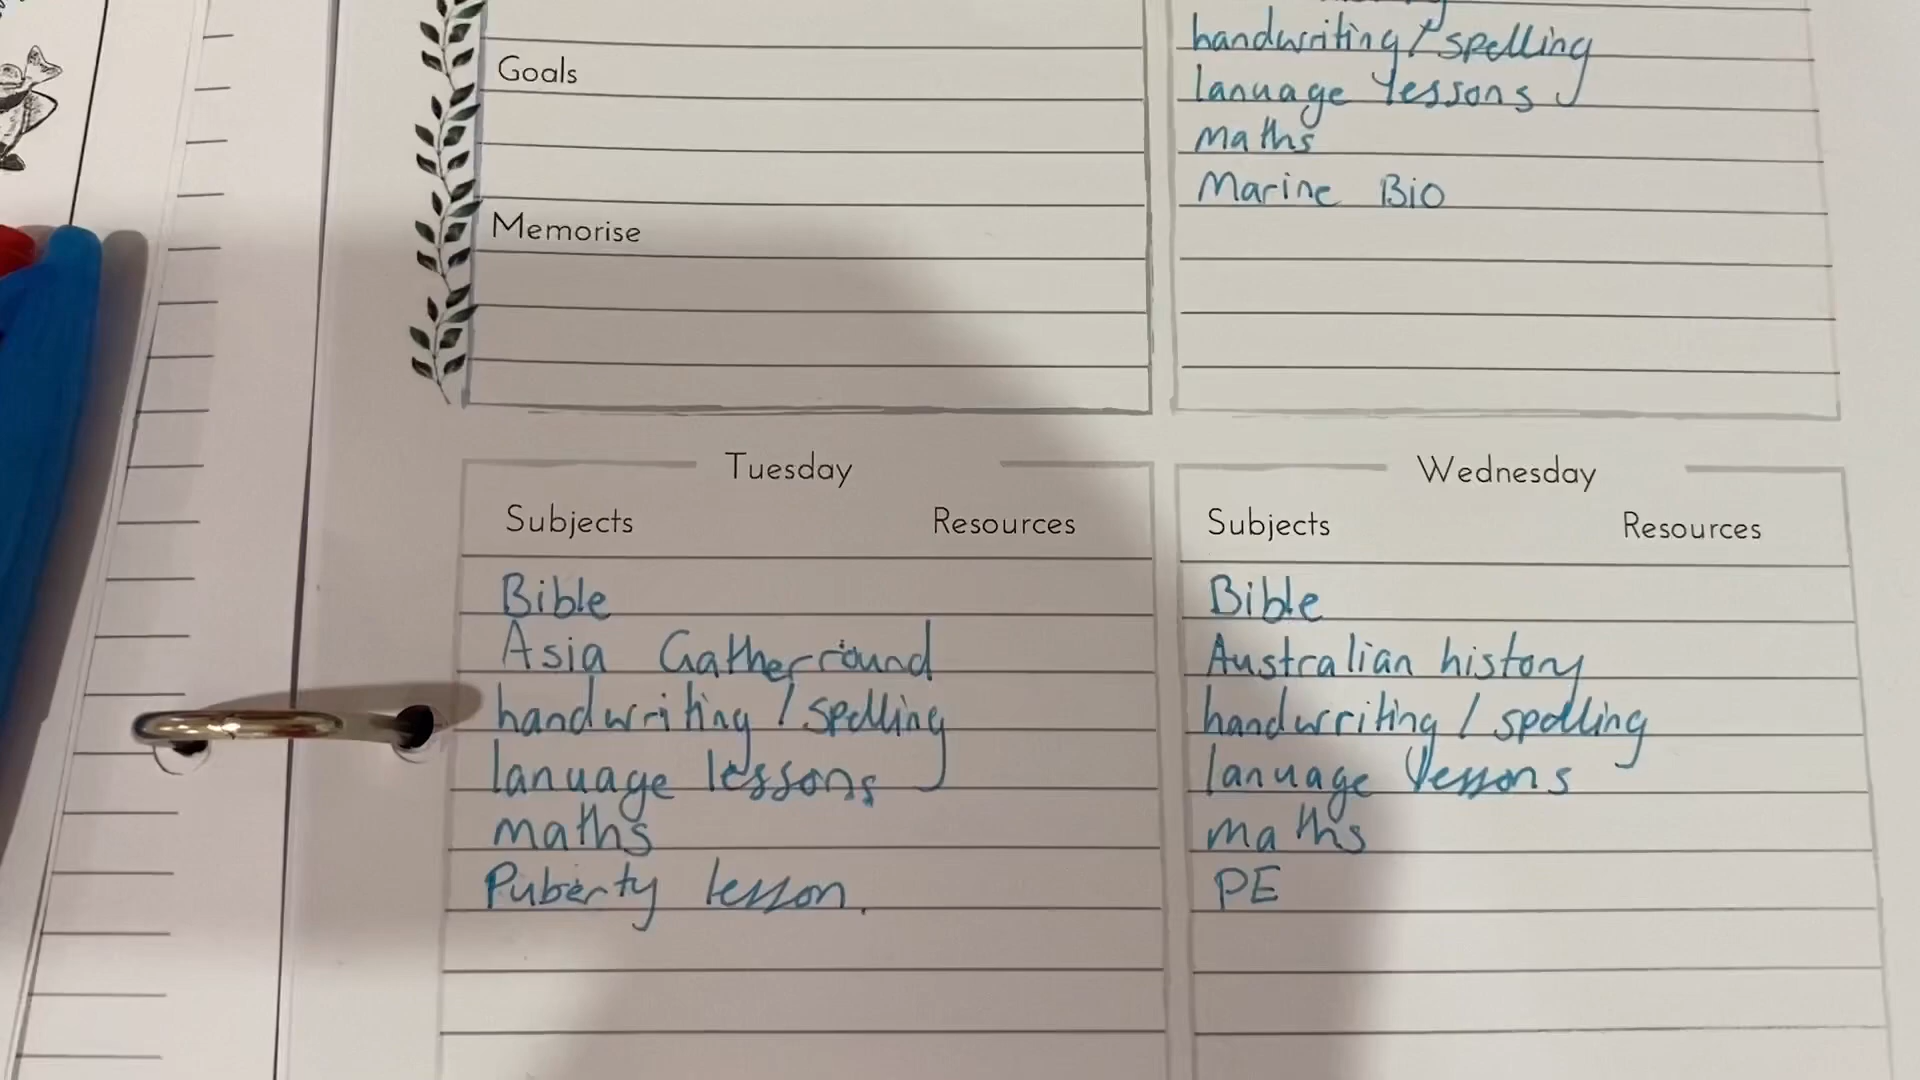 Goals
Memorise
handwriting / spelling
lanuage lessons
maths
Marine Bio
Tuesday
Subjects Resources
Bible
Asia Gatherround
handwriting / spelling
lanuage lessons
maths
Puberty lesson.
Wednesday
Subjects Resources
Bible
Australian history
handwriting / spelling
lanuage lessons
maths
PE